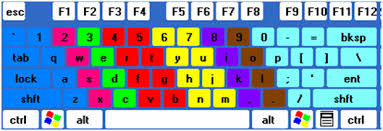 esc F1 F2 F3 F4 F5 F6 F7 F8 F9 F10 F11 F12
` 1 2 3 4 5 6 7 8 9 0 - = bksp
tab q w e r t y u i o p [ ] \
lock a s d f g h j k l ; ' ent
shft z x c v b n m , . / shft
ctrl alt alt ctrl